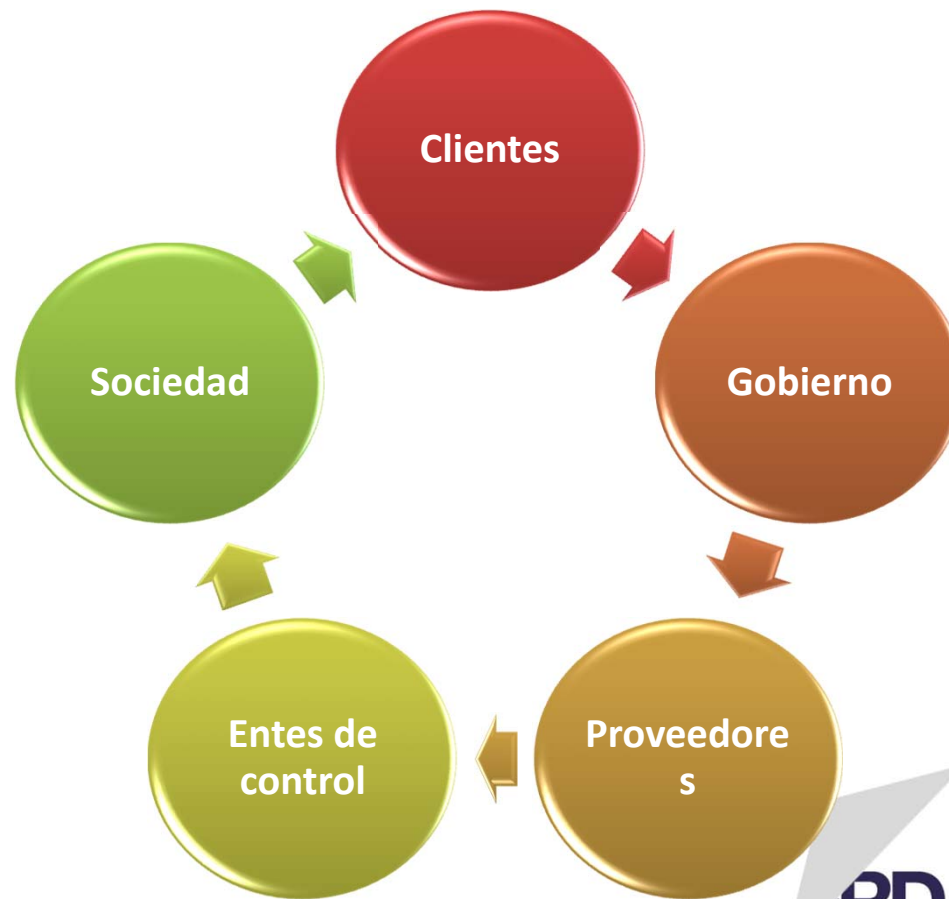 Clientes
Sociedad
Gobierno
Entes de
control
Proveedore
s